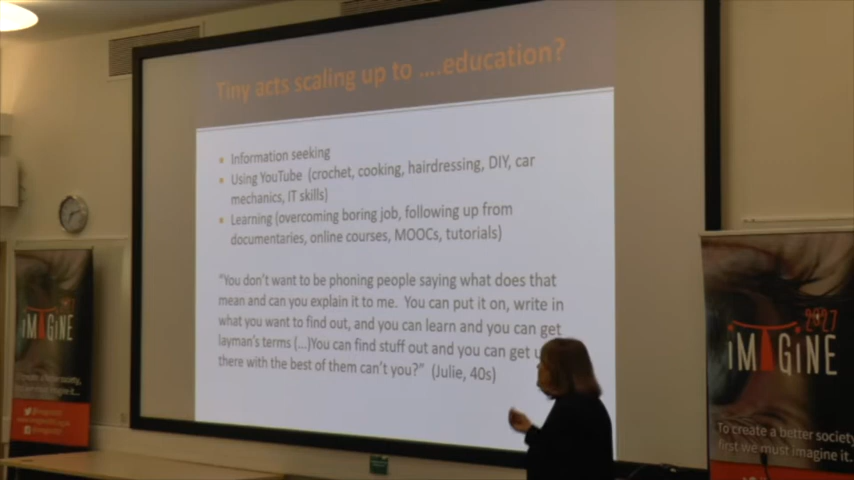 Tiny acts scaling up to ....education?
Information seeking
Using YouTube (crochet, cooking, hairdressing, DIY, car
mechanics, IT skills)
Learning (overcoming boring job, following up from
documentaries, online courses, MOOCs, tutorials)
"You don't want to be phoning people saying what does that
mean and can you explain it to me. You can put it on, write in
what you want to find out, and you can learn and you can get
layman's terms (...)You can find stuff out and you can get
there with the best of them can't you?" (Julie, 40s)
iMAGiNE
better society,
imagine it...
2027
iMAGiNE
To create a better society
first we must imagine it...